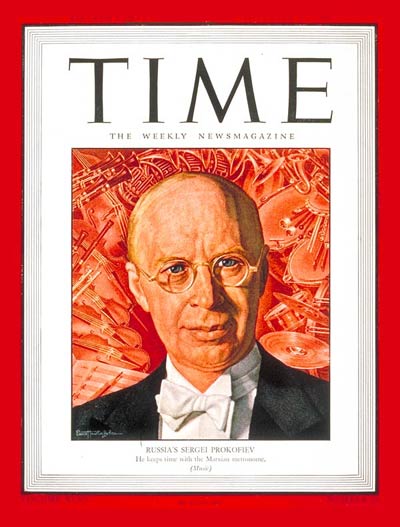 TIME
THE WEEKLY NEWSMAGAZINE
RUSSIA'S SERGEI PROKOFIEV
He keeps time with the Marxian metronome.
(Music)